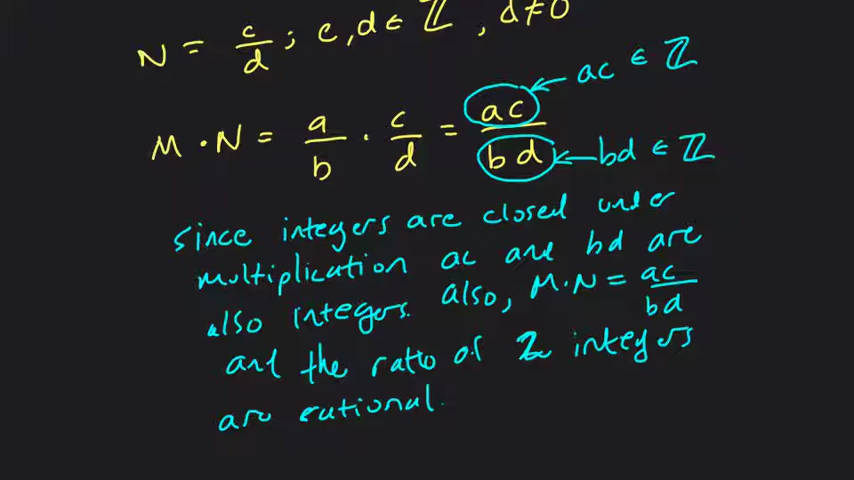 N = c/d ; c, d ∈ ℤ , d ≠ 0
ac ∈ ℤ
M · N = a/b · c/d = ac/bd
bd ∈ ℤ
since integers are closed under
multiplication ac and bd are
also integers. also, M·N = ac/bd
and the ratio of 2 integers
are rational.